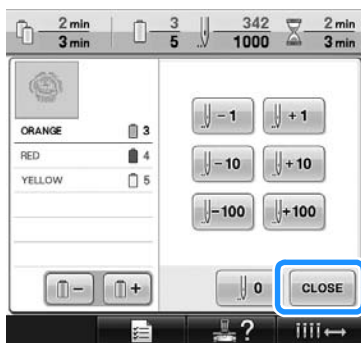 2 min 3 342 2 min
3 min 5 1000 3 min
-1 +1
ORANGE 3
RED 4
-10 +10
YELLOW 5
-100 +100
- + 0 CLOSE
?